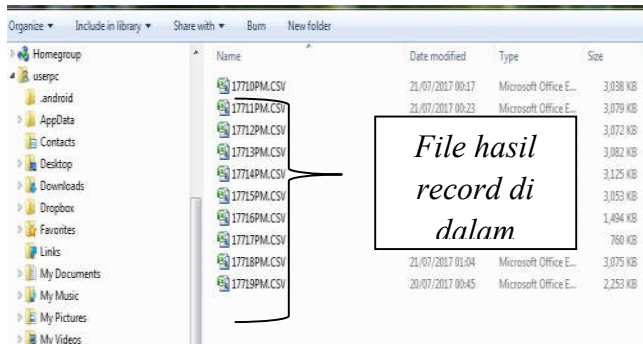 Organize Include in library Share with Burn New folder
Homegroup
userpc
.android
AppData
Contacts
Desktop
Downloads
Dropbox
Favorites
Links
My Documents
My Music
My Pictures
My Videos
Name Date modified Type Size
17710PM.CSV 21/07/2017 00:17 Microsoft Office E... 3,038 KB
17711PM.CSV 21/07/2017 00:23 Microsoft Office E... 3,079 KB
17712PM.CSV 3,072 KB
17713PM.CSV 3,082 KB
17714PM.CSV 3,125 KB
17715PM.CSV 3,053 KB
17716PM.CSV 1,494 KB
17717PM.CSV 760 KB
17718PM.CSV 21/07/2017 01:04 Microsoft Office E... 3,075 KB
17719PM.CSV 20/07/2017 00:45 Microsoft Office E... 2,253 KB
File hasil
record di
dalam